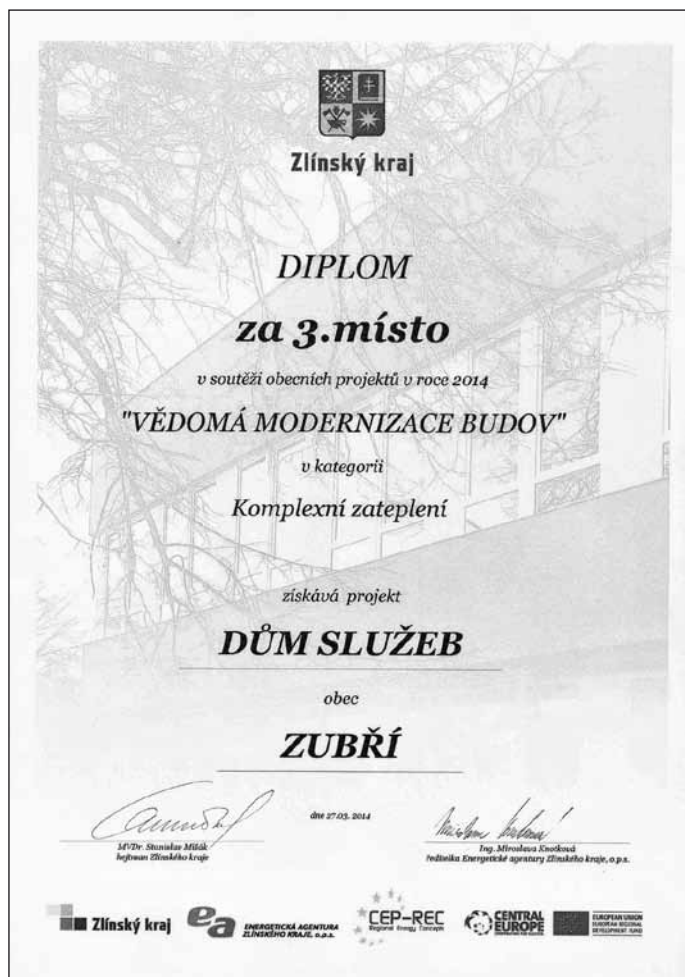 Zlínský kraj
DIPLOM
za 3.místo
v soutěži obecních projektů v roce 2014
"VĚDOMÁ MODERNIZACE BUDOV"
v kategorii
Komplexní zateplení
získává projekt
DŮM SLUŽEB
obec
ZUBŘÍ
dne 27.03. 2014
MVDr. Stanislav Mišák
hejtman Zlínského kraje
Ing. Miroslava Knotková
ředitelka Energetické agentury Zlínského kraje, o.p.s.
Zlínský kraj
ea
ENERGETICKÁ AGENTURA
ZLÍNSKÉHO KRAJE, o.p.s.
CEP-REC
Regional Energy Concepts
CENTRAL
EUROPE
EUROPEAN UNION
EUROPEAN REGIONAL
DEVELOPMENT FUND